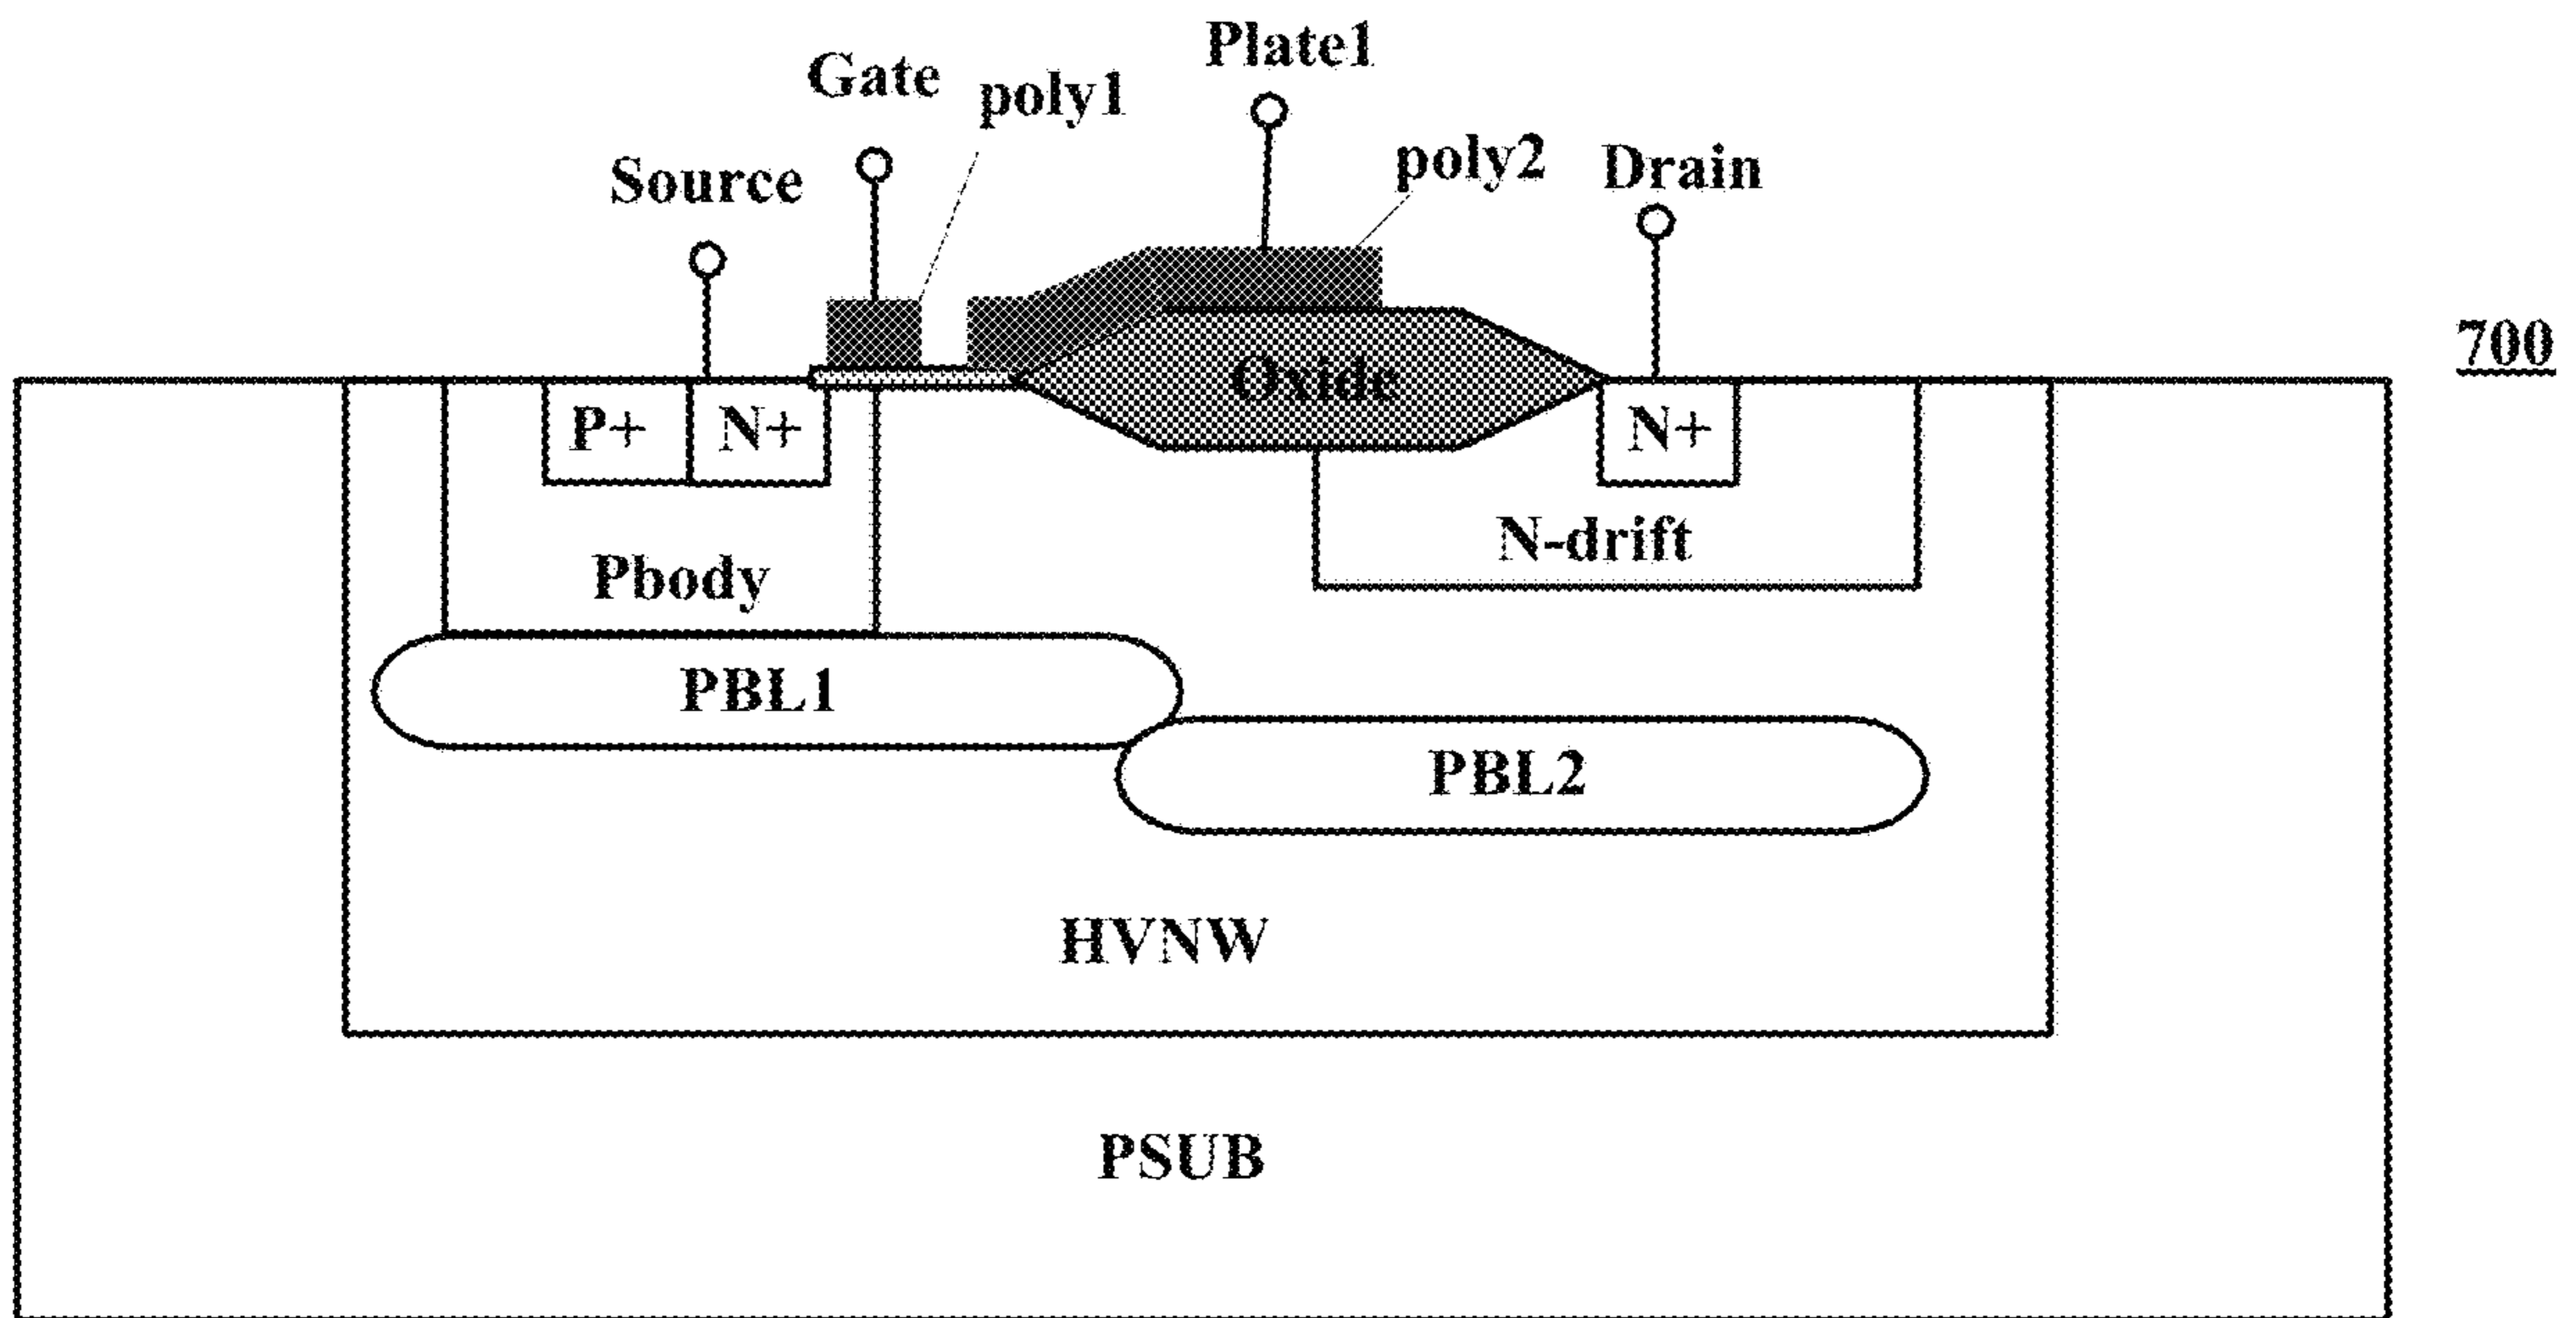 Plate1
Gate
poly1
poly2
Source
Drain
700
Oxide
P+
N+
N+
N-drift
Pbody
PBL1
PBL2
HVNW
PSUB